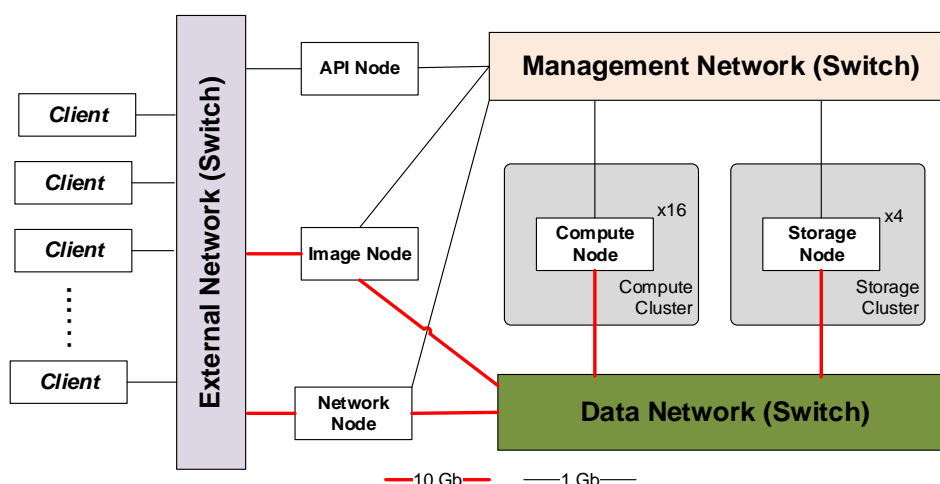 API Node
Management Network (Switch)
Client
Client
Client
Client
External Network (Switch)
Image Node
Network
Node
x16
Compute
Node
Compute
Cluster
x4
Storage
Node
Storage
Cluster
Data Network (Switch)
10 Gb
1 Gb